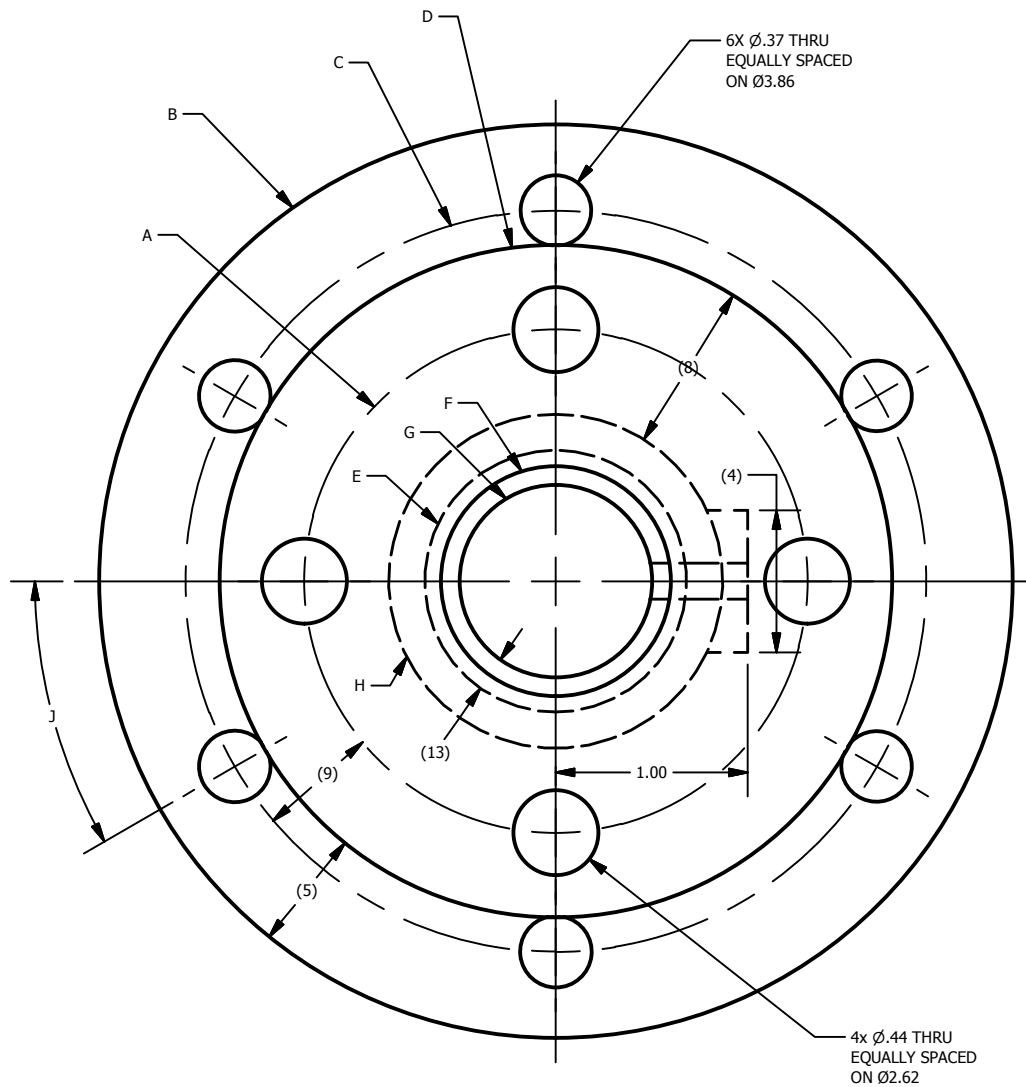 D
6X Ø.37 THRU
EQUALLY SPACED
ON Ø3.86
C
B
A
(8)
F
G
E
(4)
H
J
(13)
1.00
(9)
(5)
4x Ø.44 THRU
EQUALLY SPACED
ON Ø2.62